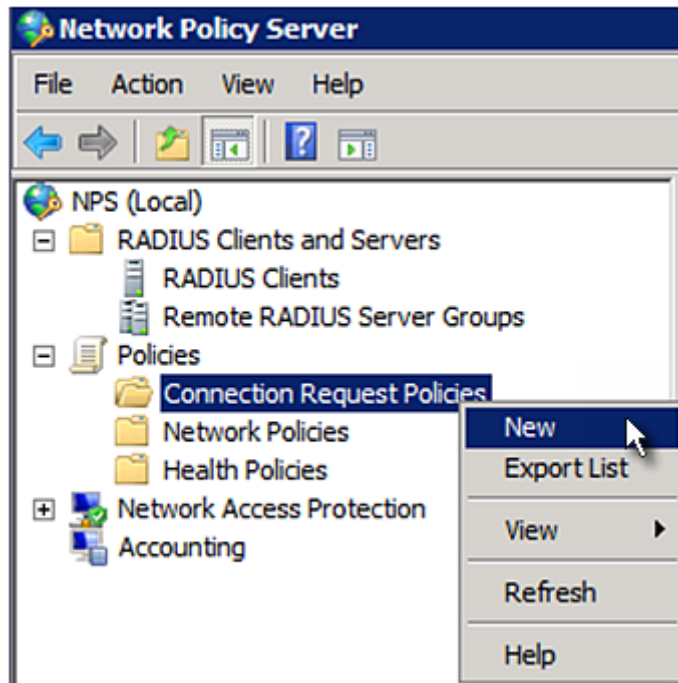 Network Policy Server
File Action View Help
NPS (Local)
RADIUS Clients and Servers
RADIUS Clients
Remote RADIUS Server Groups
Policies
Connection Request Policies
Network Policies
Health Policies
Network Access Protection
Accounting
New
Export List
View
Refresh
Help